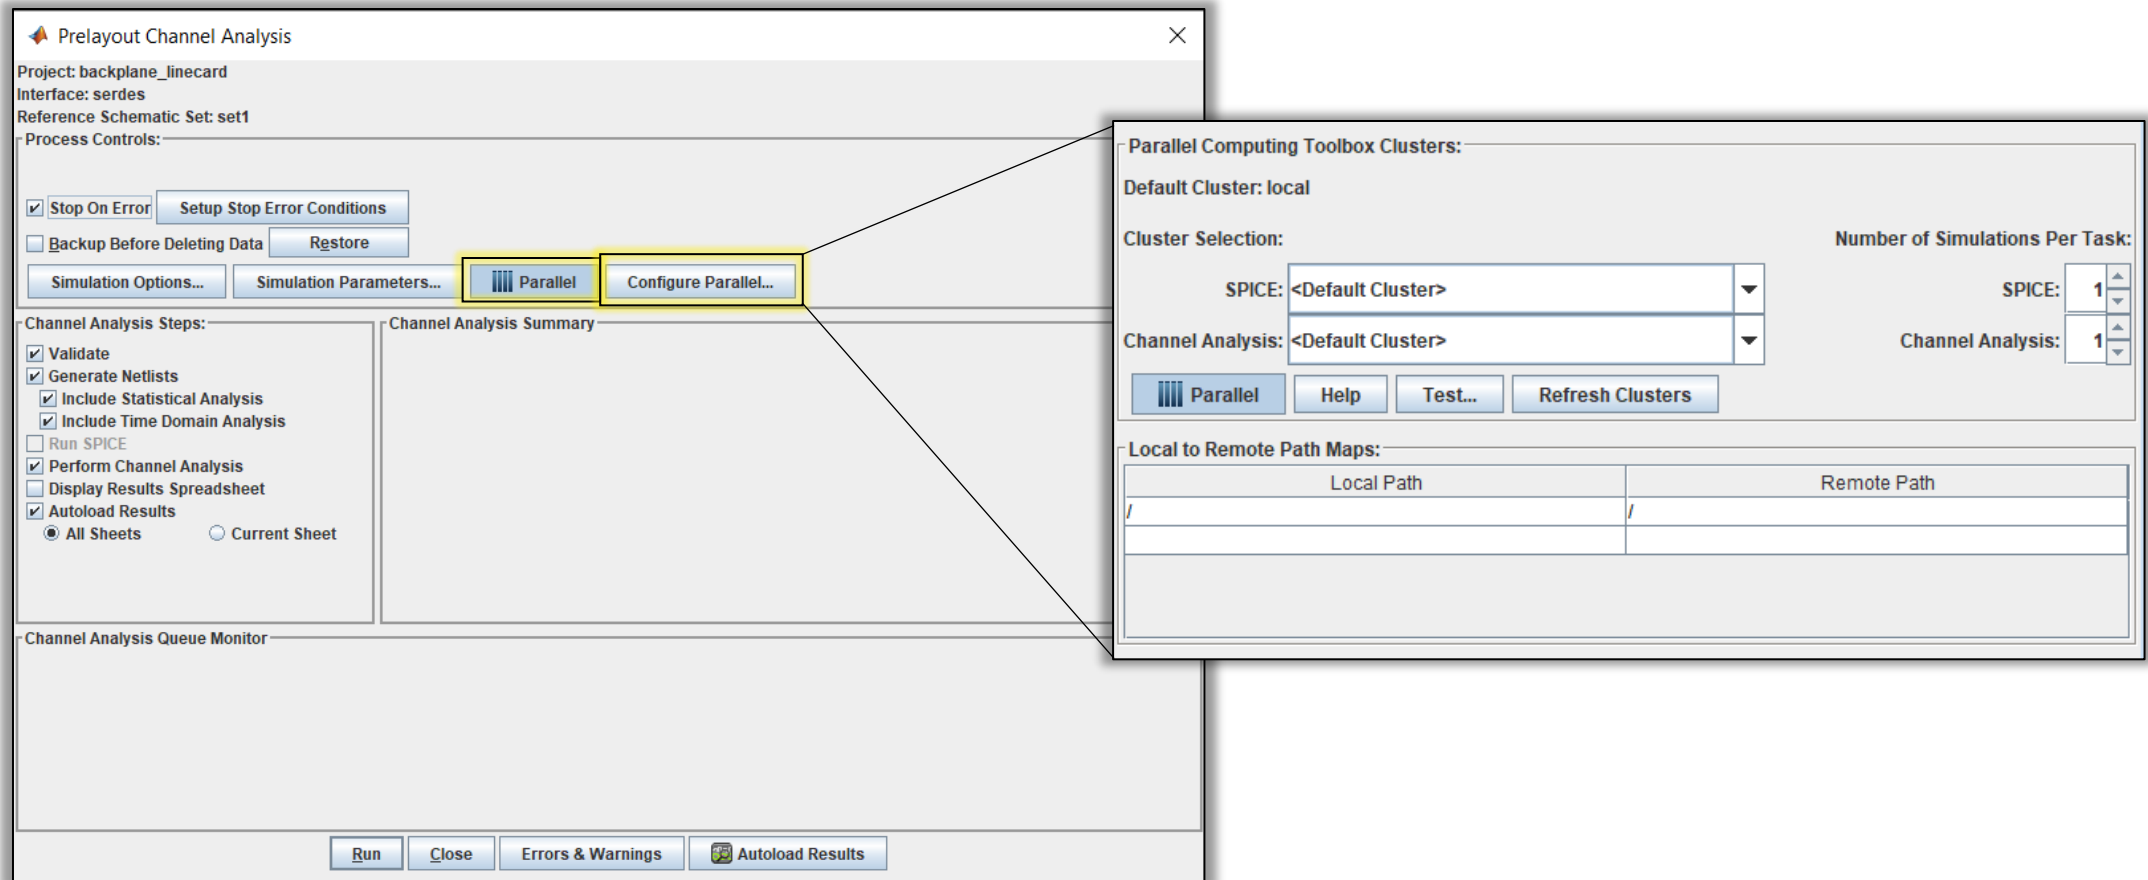 Prelayout Channel Analysis
Project: backplane_linecard
Interface: serdes
Reference Schematic Set: set1
Process Controls:
Stop On Error Setup Stop Error Conditions
Backup Before Deleting Data Restore
Simulation Options... Simulation Parameters... Parallel Configure Parallel...
Channel Analysis Steps:
Validate
Generate Netlists
Include Statistical Analysis
Include Time Domain Analysis
Run SPICE
Perform Channel Analysis
Display Results Spreadsheet
Autoload Results
All Sheets Current Sheet
Channel Analysis Summary
Channel Analysis Queue Monitor
Run Close Errors & Warnings Autoload Results
Parallel Computing Toolbox Clusters:
Default Cluster: local
Cluster Selection: Number of Simulations Per Task:
SPICE: <Default Cluster> SPICE: 1
Channel Analysis: <Default Cluster> Channel Analysis: 1
Parallel Help Test... Refresh Clusters
Local to Remote Path Maps:
Local Path Remote Path
/ /